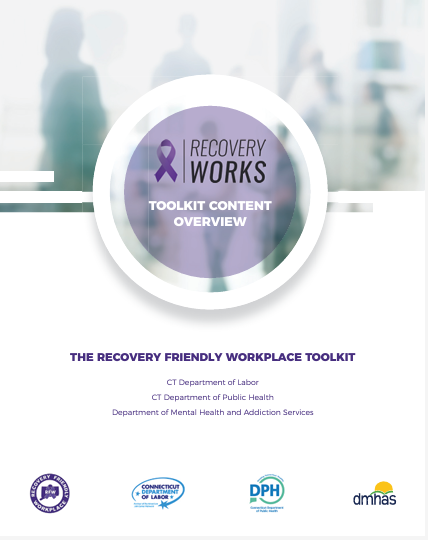 RECOVERY
WORKS
TOOLKIT CONTENT
OVERVIEW
THE RECOVERY FRIENDLY WORKPLACE TOOLKIT
CT Department of Labor
CT Department of Public Health
Department of Mental Health and Addiction Services
RECOVERY FRIENDLY
RFW
WORKPLACE
CONNECTICUT
DEPARTMENT
OF LABOR
DPH
Connecticut Department
of Public Health
dmhas